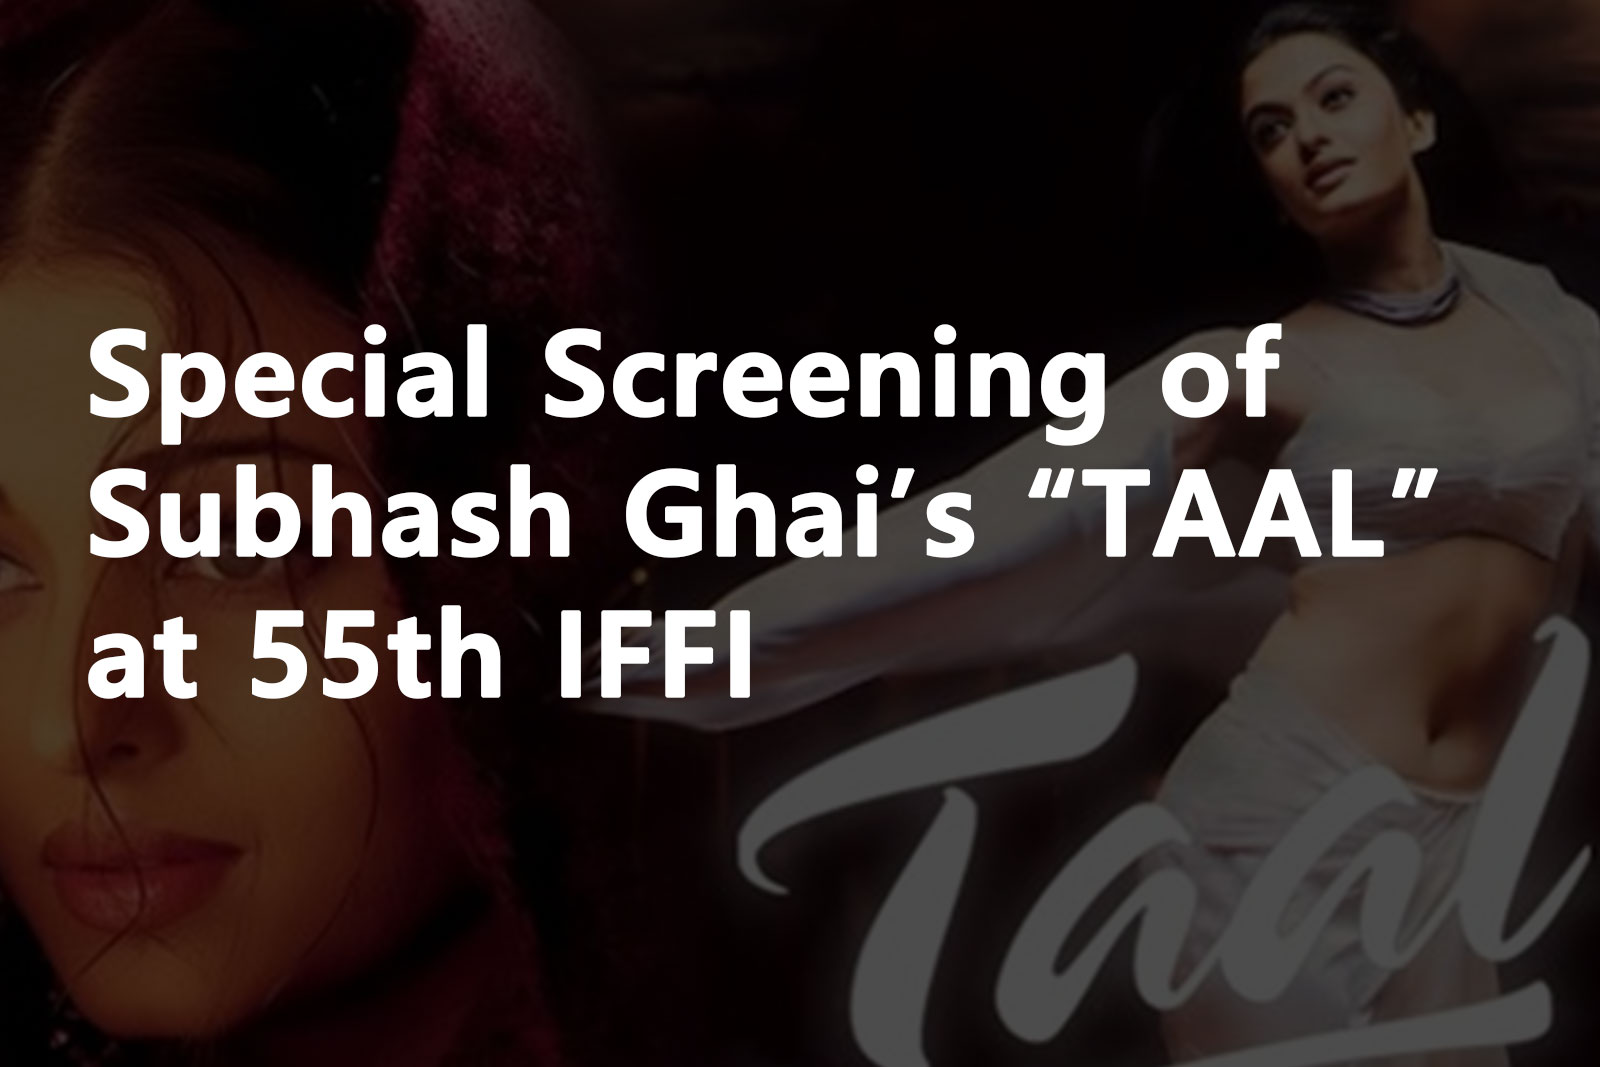 Special Screening of
Subhash Ghai’s “TAAL”
at 55th IFFI
Taal